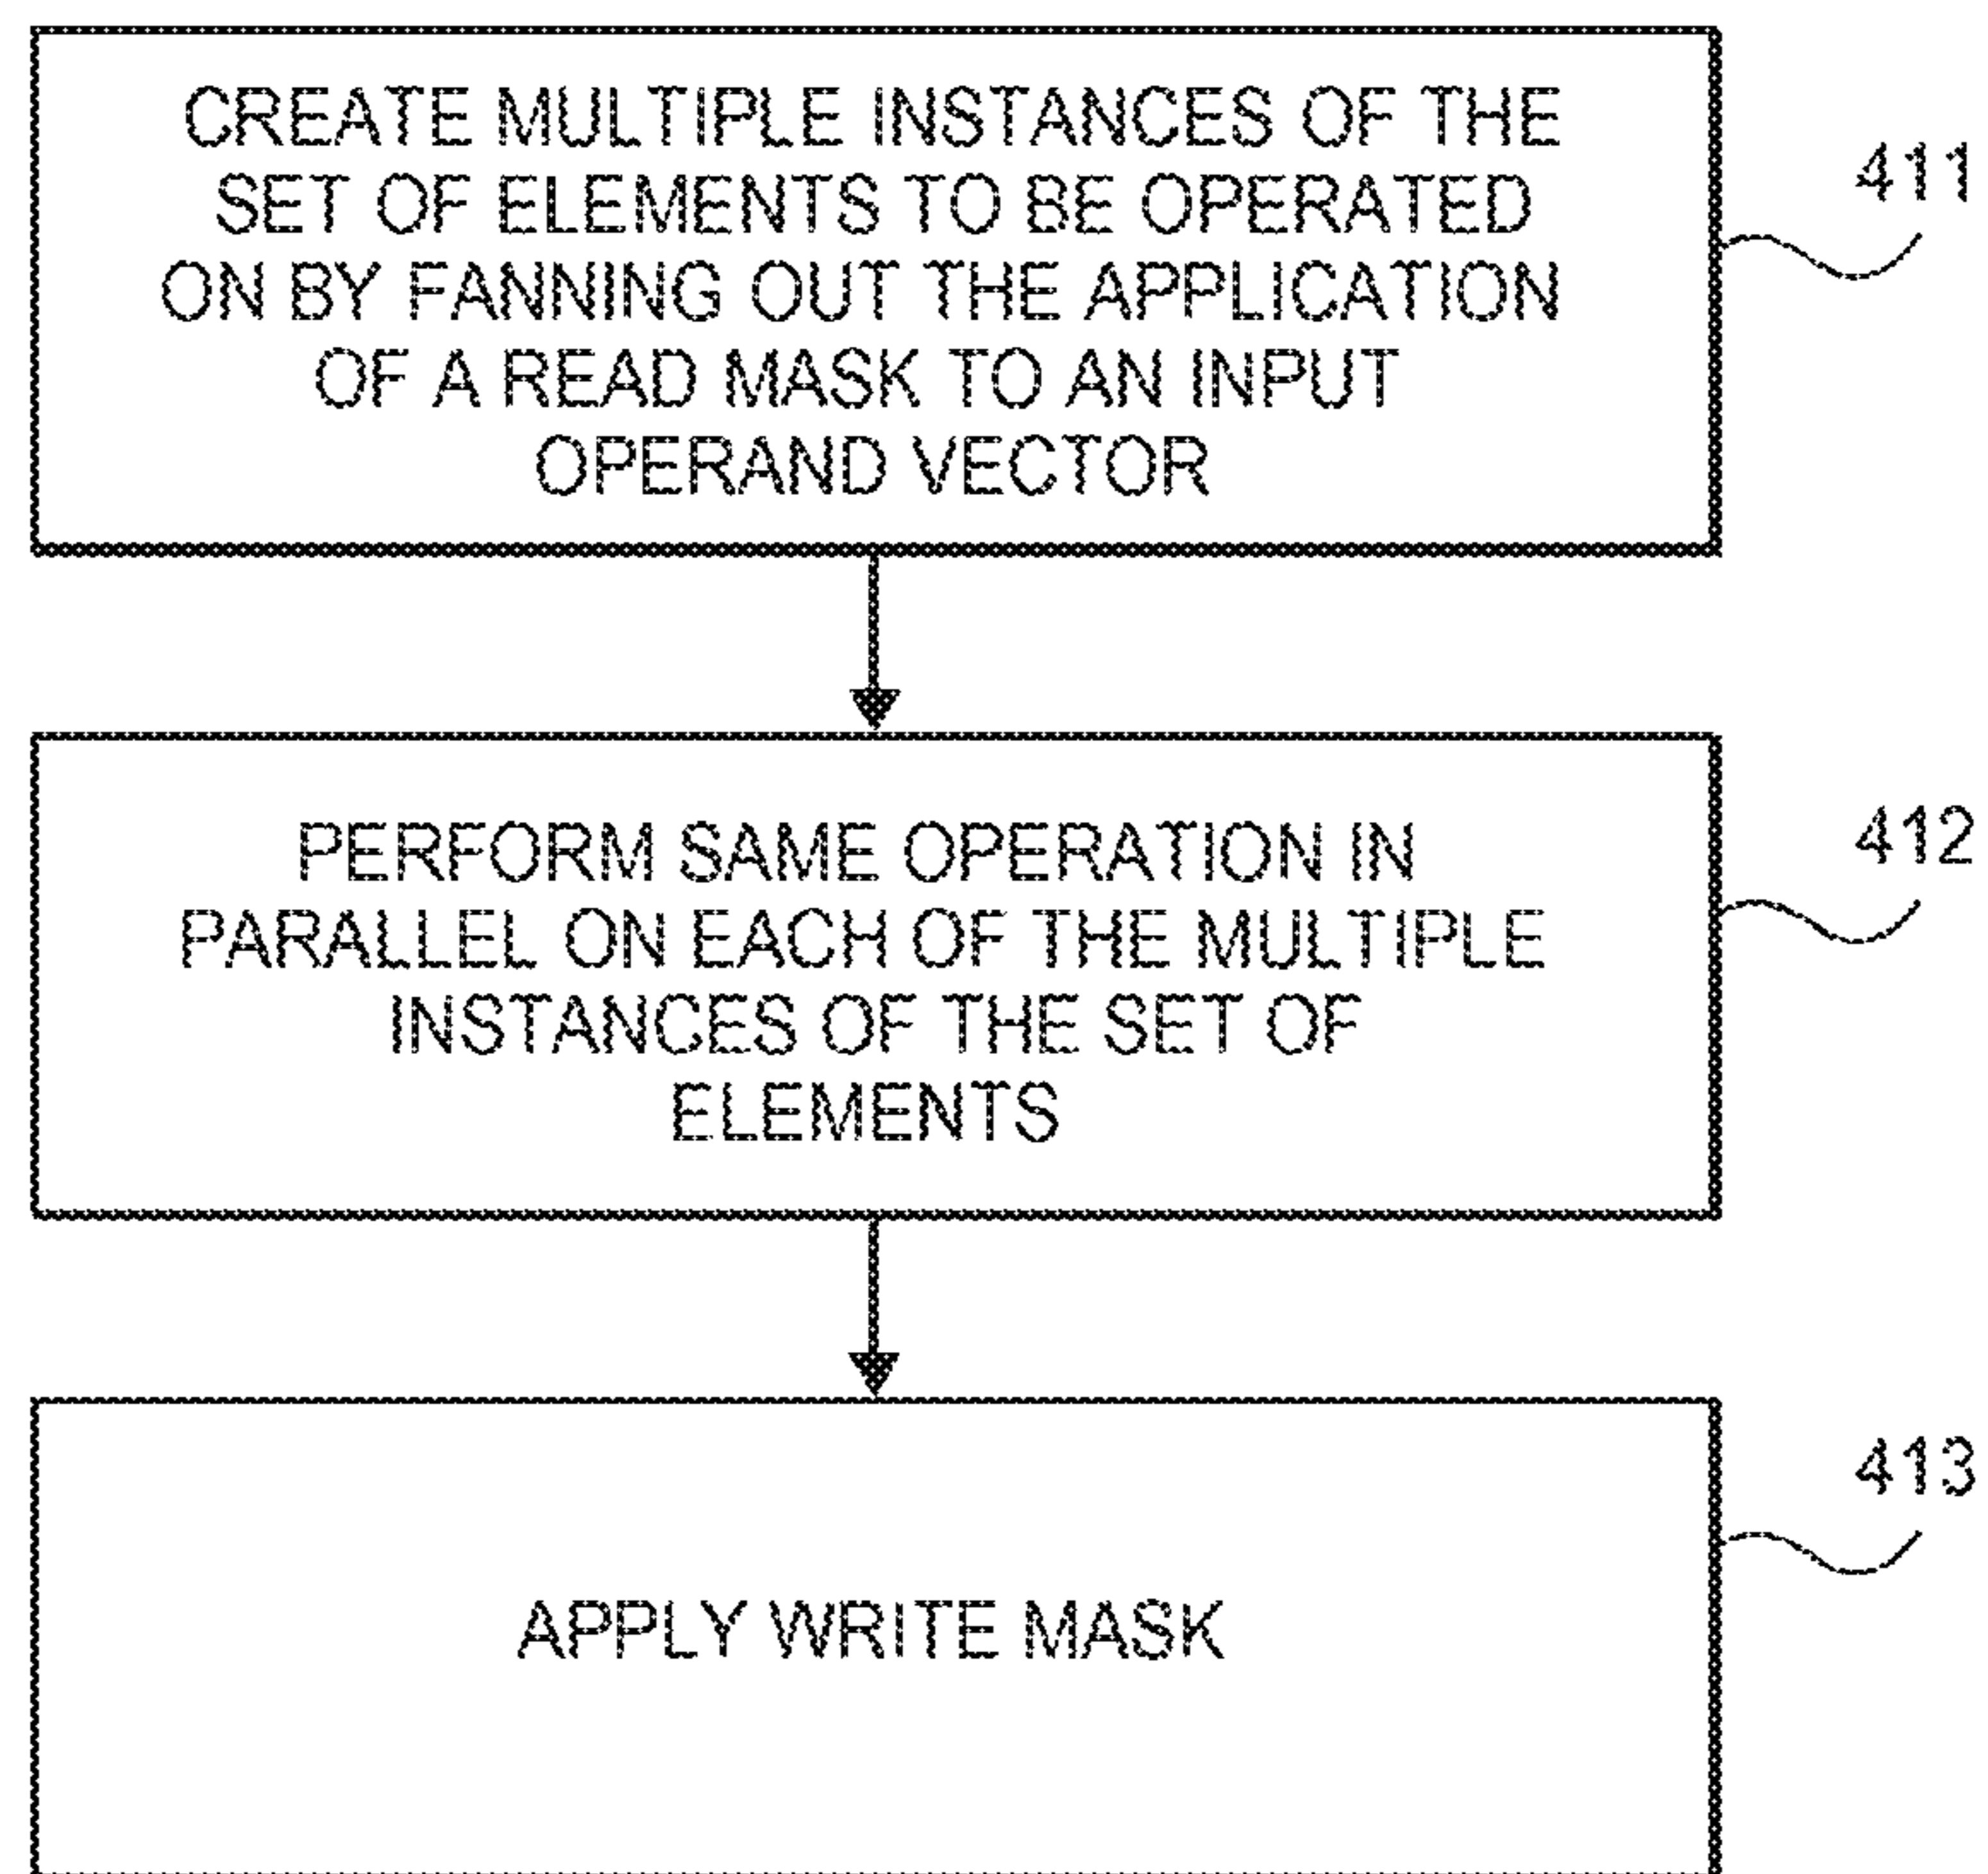 CREATE MULTIPLE INSTANCES OF THE
SET OF ELEMENTS TO BE OPERATED
ON BY FANNING OUT THE APPLICATION
OF A READ MASK TO AN INPUT
OPERAND VECTOR
411
PERFORM SAME OPERATION IN
PARALLEL ON EACH OF THE MULTIPLE
INSTANCES OF THE SET OF
ELEMENTS
412
APPLY WRITE MASK
413